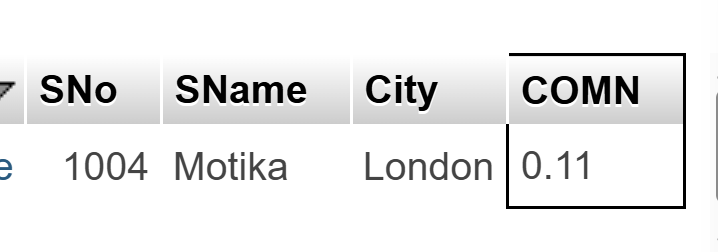 SNo SName City COMN
e 1004 Motika London 0.11